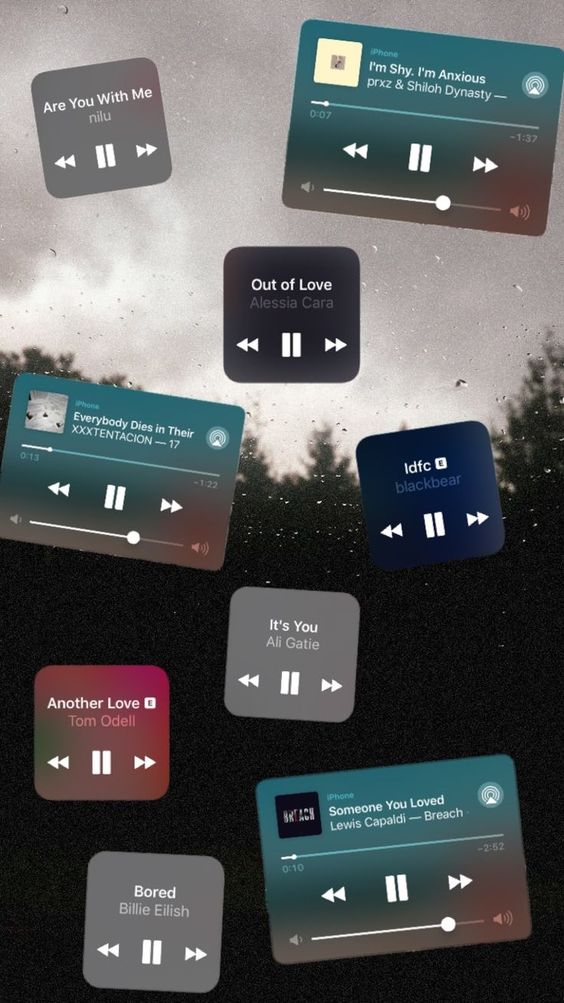 Are You With Me
nilu
iPhone
I'm Shy. I'm Anxious
prxz & Shiloh Dynasty —
0:07
-1:37
Out of Love
Alessia Cara
iPhone
Everybody Dies in Their
XXXTENTACION — 17
0:13
-1:22
Idfc E
blackbear
It's You
Ali Gatie
Another Love E
Tom Odell
iPhone
Someone You Loved
Lewis Capaldi — Breach
BREACH
0:10
-2:52
Bored
Billie Eilish